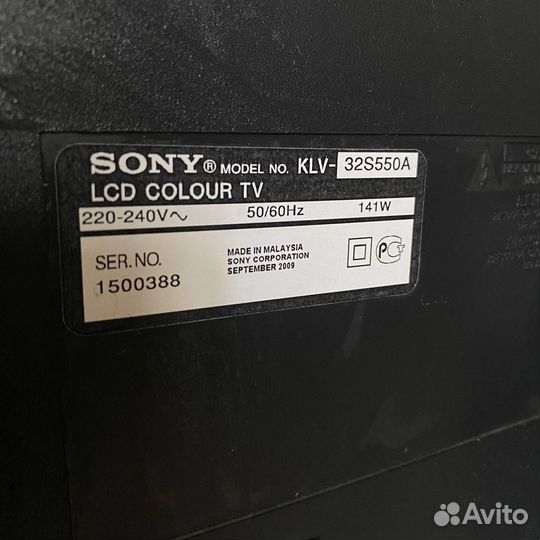 SONY® MODEL NO. KLV-32S550A
LCD COLOUR TV
220-240V~ 50/60Hz 141W
SER.NO.
1500388
MADE IN MALAYSIA
SONY CORPORATION
SEPTEMBER 2009
Avito